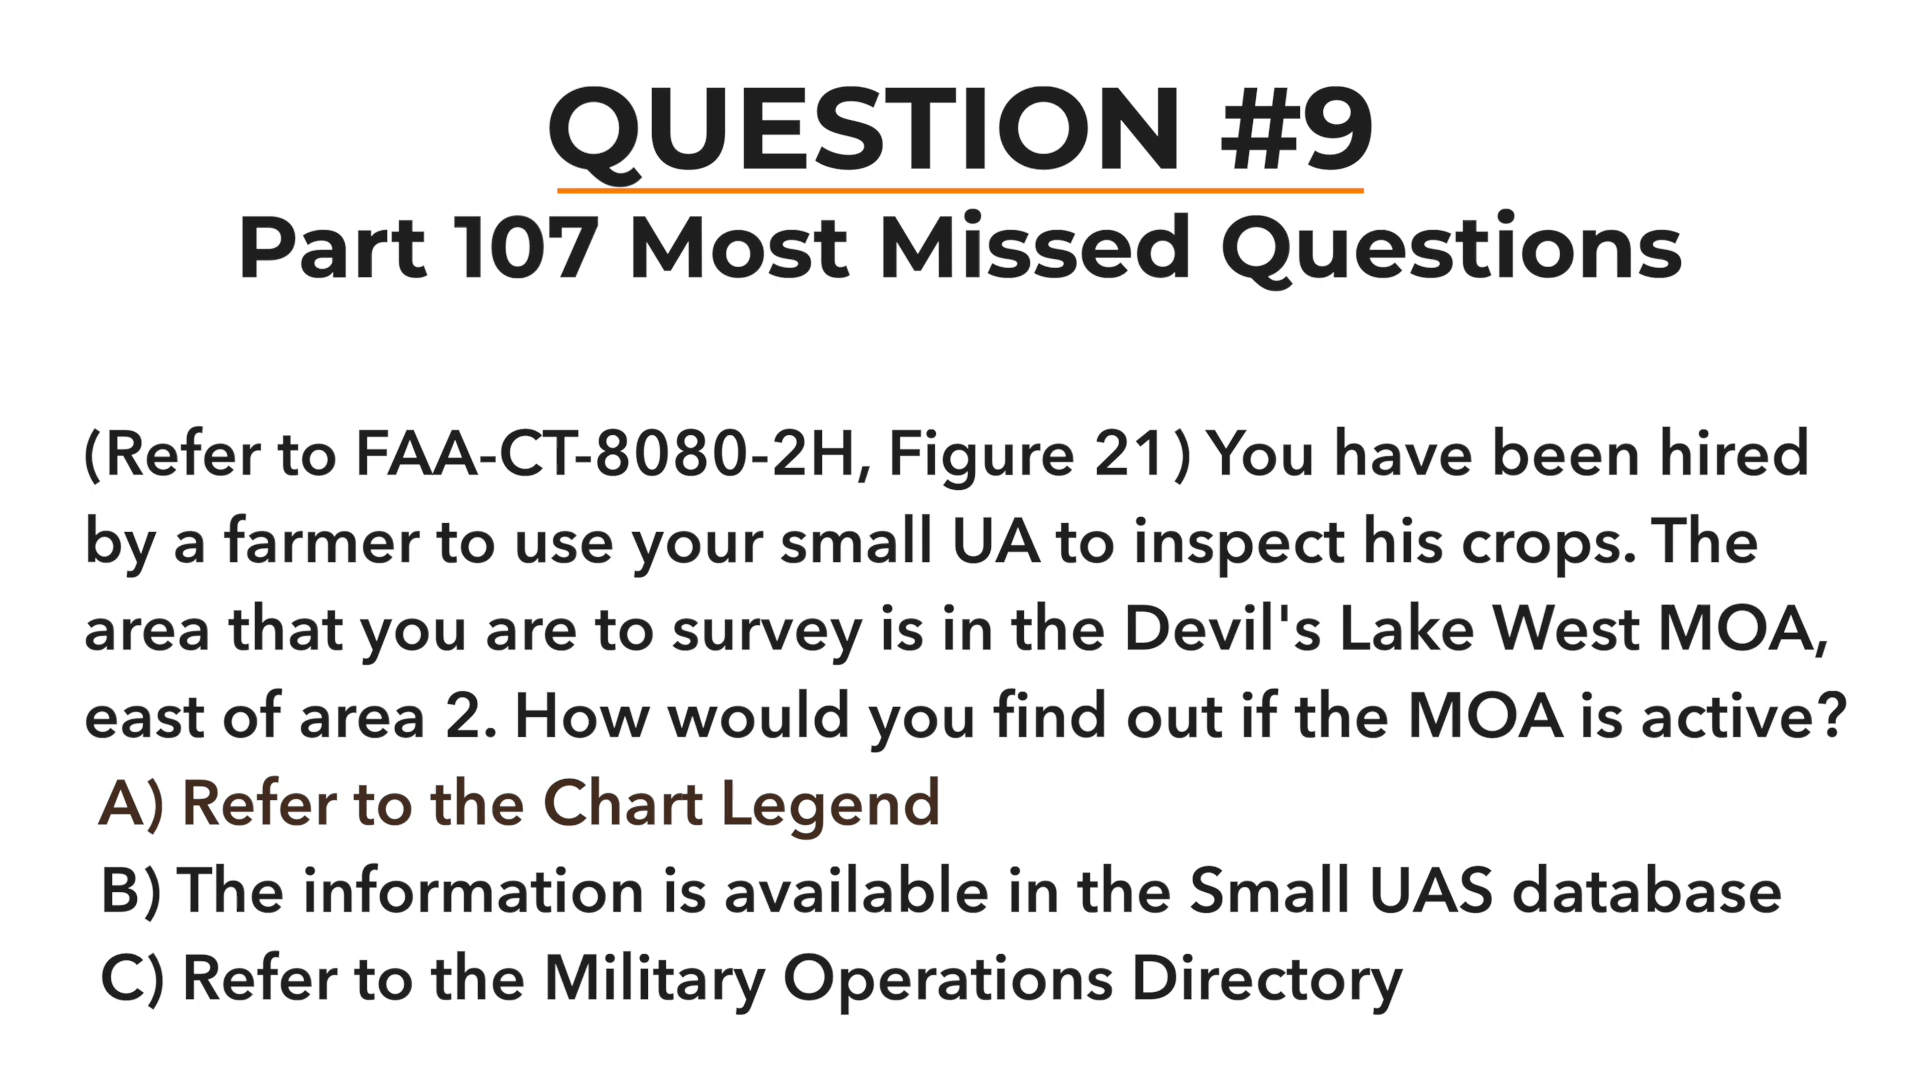 QUESTION #9
Part 107 Most Missed Questions
(Refer to FAA-CT-8080-2H, Figure 21) You have been hired
by a farmer to use your small UA to inspect his crops. The
area that you are to survey is in the Devil's Lake West MOA,
east of area 2. How would you find out if the MOA is active?
A) Refer to the Chart Legend
B) The information is available in the Small UAS database
C) Refer to the Military Operations Directory